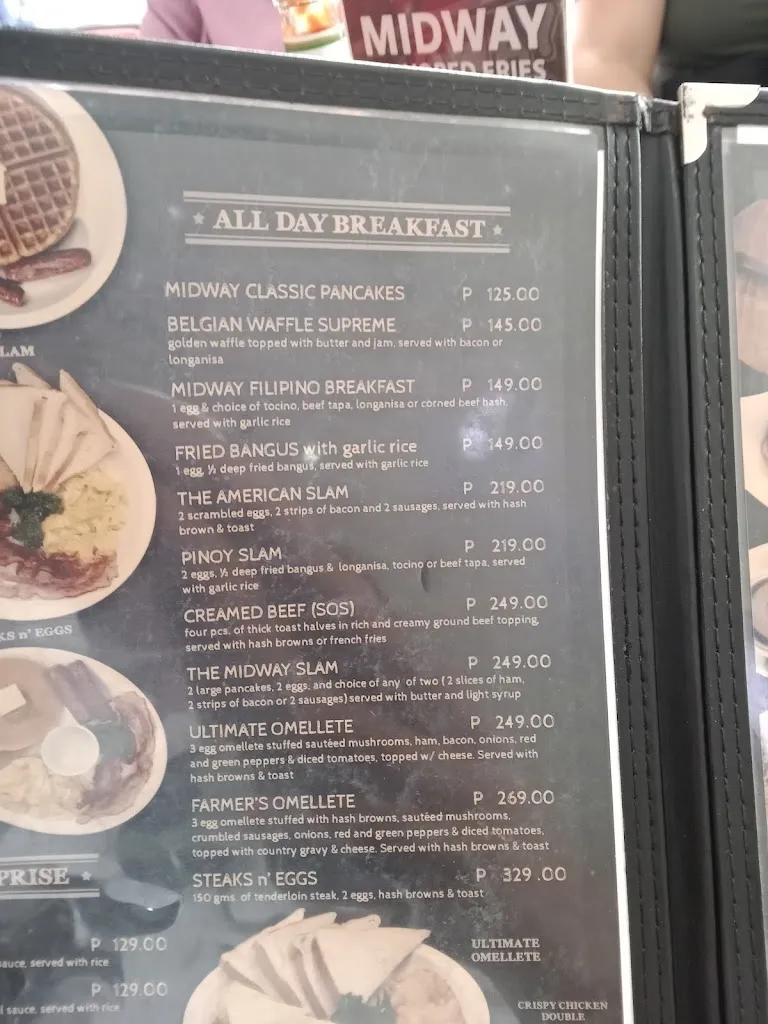 MIDWAY
FRIES
★ ALL DAY BREAKFAST ★
MIDWAY CLASSIC PANCAKES P 125.00
BELGIAN WAFFLE SUPREME P 145.00
golden waffle topped with butter and jam, served with bacon or
longanisa
MIDWAY FILIPINO BREAKFAST P 149.00
1 egg & choice of tocino, beef tapa, longanisa or corned beef hash,
served with garlic rice
FRIED BANGUS with garlic rice P 149.00
1 egg, ½ deep fried bangus, served with garlic rice
THE AMERICAN SLAM P 219.00
2 scrambled eggs, 2 strips of bacon and 2 sausages, served with hash
brown & toast
PINOY SLAM P 219.00
2 eggs, ½ deep fried bangus & longanisa, tocino or beef tapa, served
with garlic rice
CREAMED BEEF (SOS) P 249.00
four pcs. of thick toast halves in rich and creamy ground beef topping,
served with hash browns or french fries
THE MIDWAY SLAM P 249.00
2 large pancakes, 2 eggs, and choice of any of two ( 2 slices of ham,
2 strips of bacon or 2 sausages) served with butter and light syrup
ULTIMATE OMELLETE P 249.00
3 egg omellete stuffed sautéed mushrooms, ham, bacon, onions, red
and green peppers & diced tomatoes, topped w/ cheese. Served with
hash browns & toast
FARMER'S OMELLETE P 269.00
3 egg omellete stuffed with hash browns, sautéed mushrooms,
crumbled sausages, onions, red and green peppers & diced tomatoes,
topped with country gravy & cheese. Served with hash browns & toast
STEAKS n' EGGS P 329 .00
150 gms. of tenderloin steak, 2 eggs, hash browns & toast
ULTIMATE
OMELLETE
CRISPY CHICKEN
DOUBLE
LAM
KS n' EGGS
PRISE ★
P 129.00
sauce, served with rice
P 129.00
l sauce, served with rice